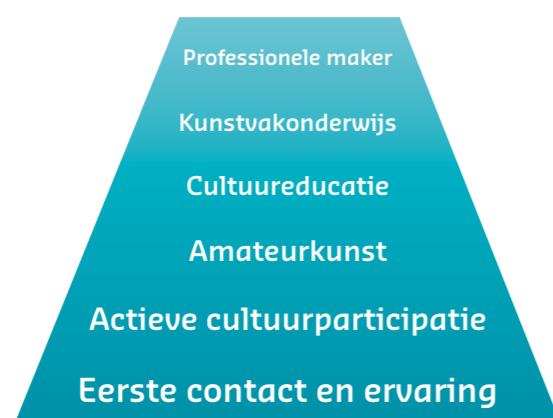 Professionele maker
Kunstvakonderwijs
Cultuureducatie
Amateurkunst
Actieve cultuurparticipatie
Eerste contact en ervaring